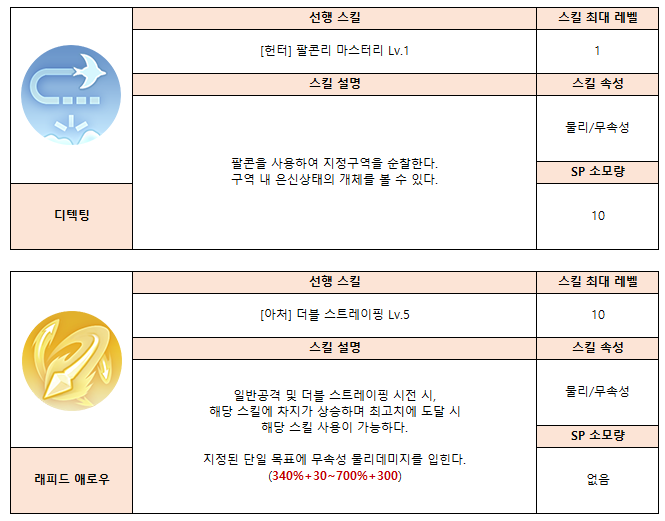 선행 스킬
스킬 최대 레벨
[헌터] 팔콘리 마스터리 Lv.1
1
스킬 설명
스킬 속성
팔콘을 사용하여 지정구역을 순찰한다.
구역 내 은신상태의 개체를 볼 수 있다.
물리/무속성
SP 소모량
디텍팅
10
선행 스킬
스킬 최대 레벨
[아처] 더블 스트레이핑 Lv.5
10
스킬 설명
스킬 속성
일반공격 및 더블 스트레이핑 시전 시,
해당 스킬에 차지가 상승하며 최고치에 도달 시
해당 스킬 사용이 가능하다.
지정된 단일 목표에 무속성 물리데미지를 입힌다.
(340%+30~700%+300)
물리/무속성
SP 소모량
래피드 애로우
없음